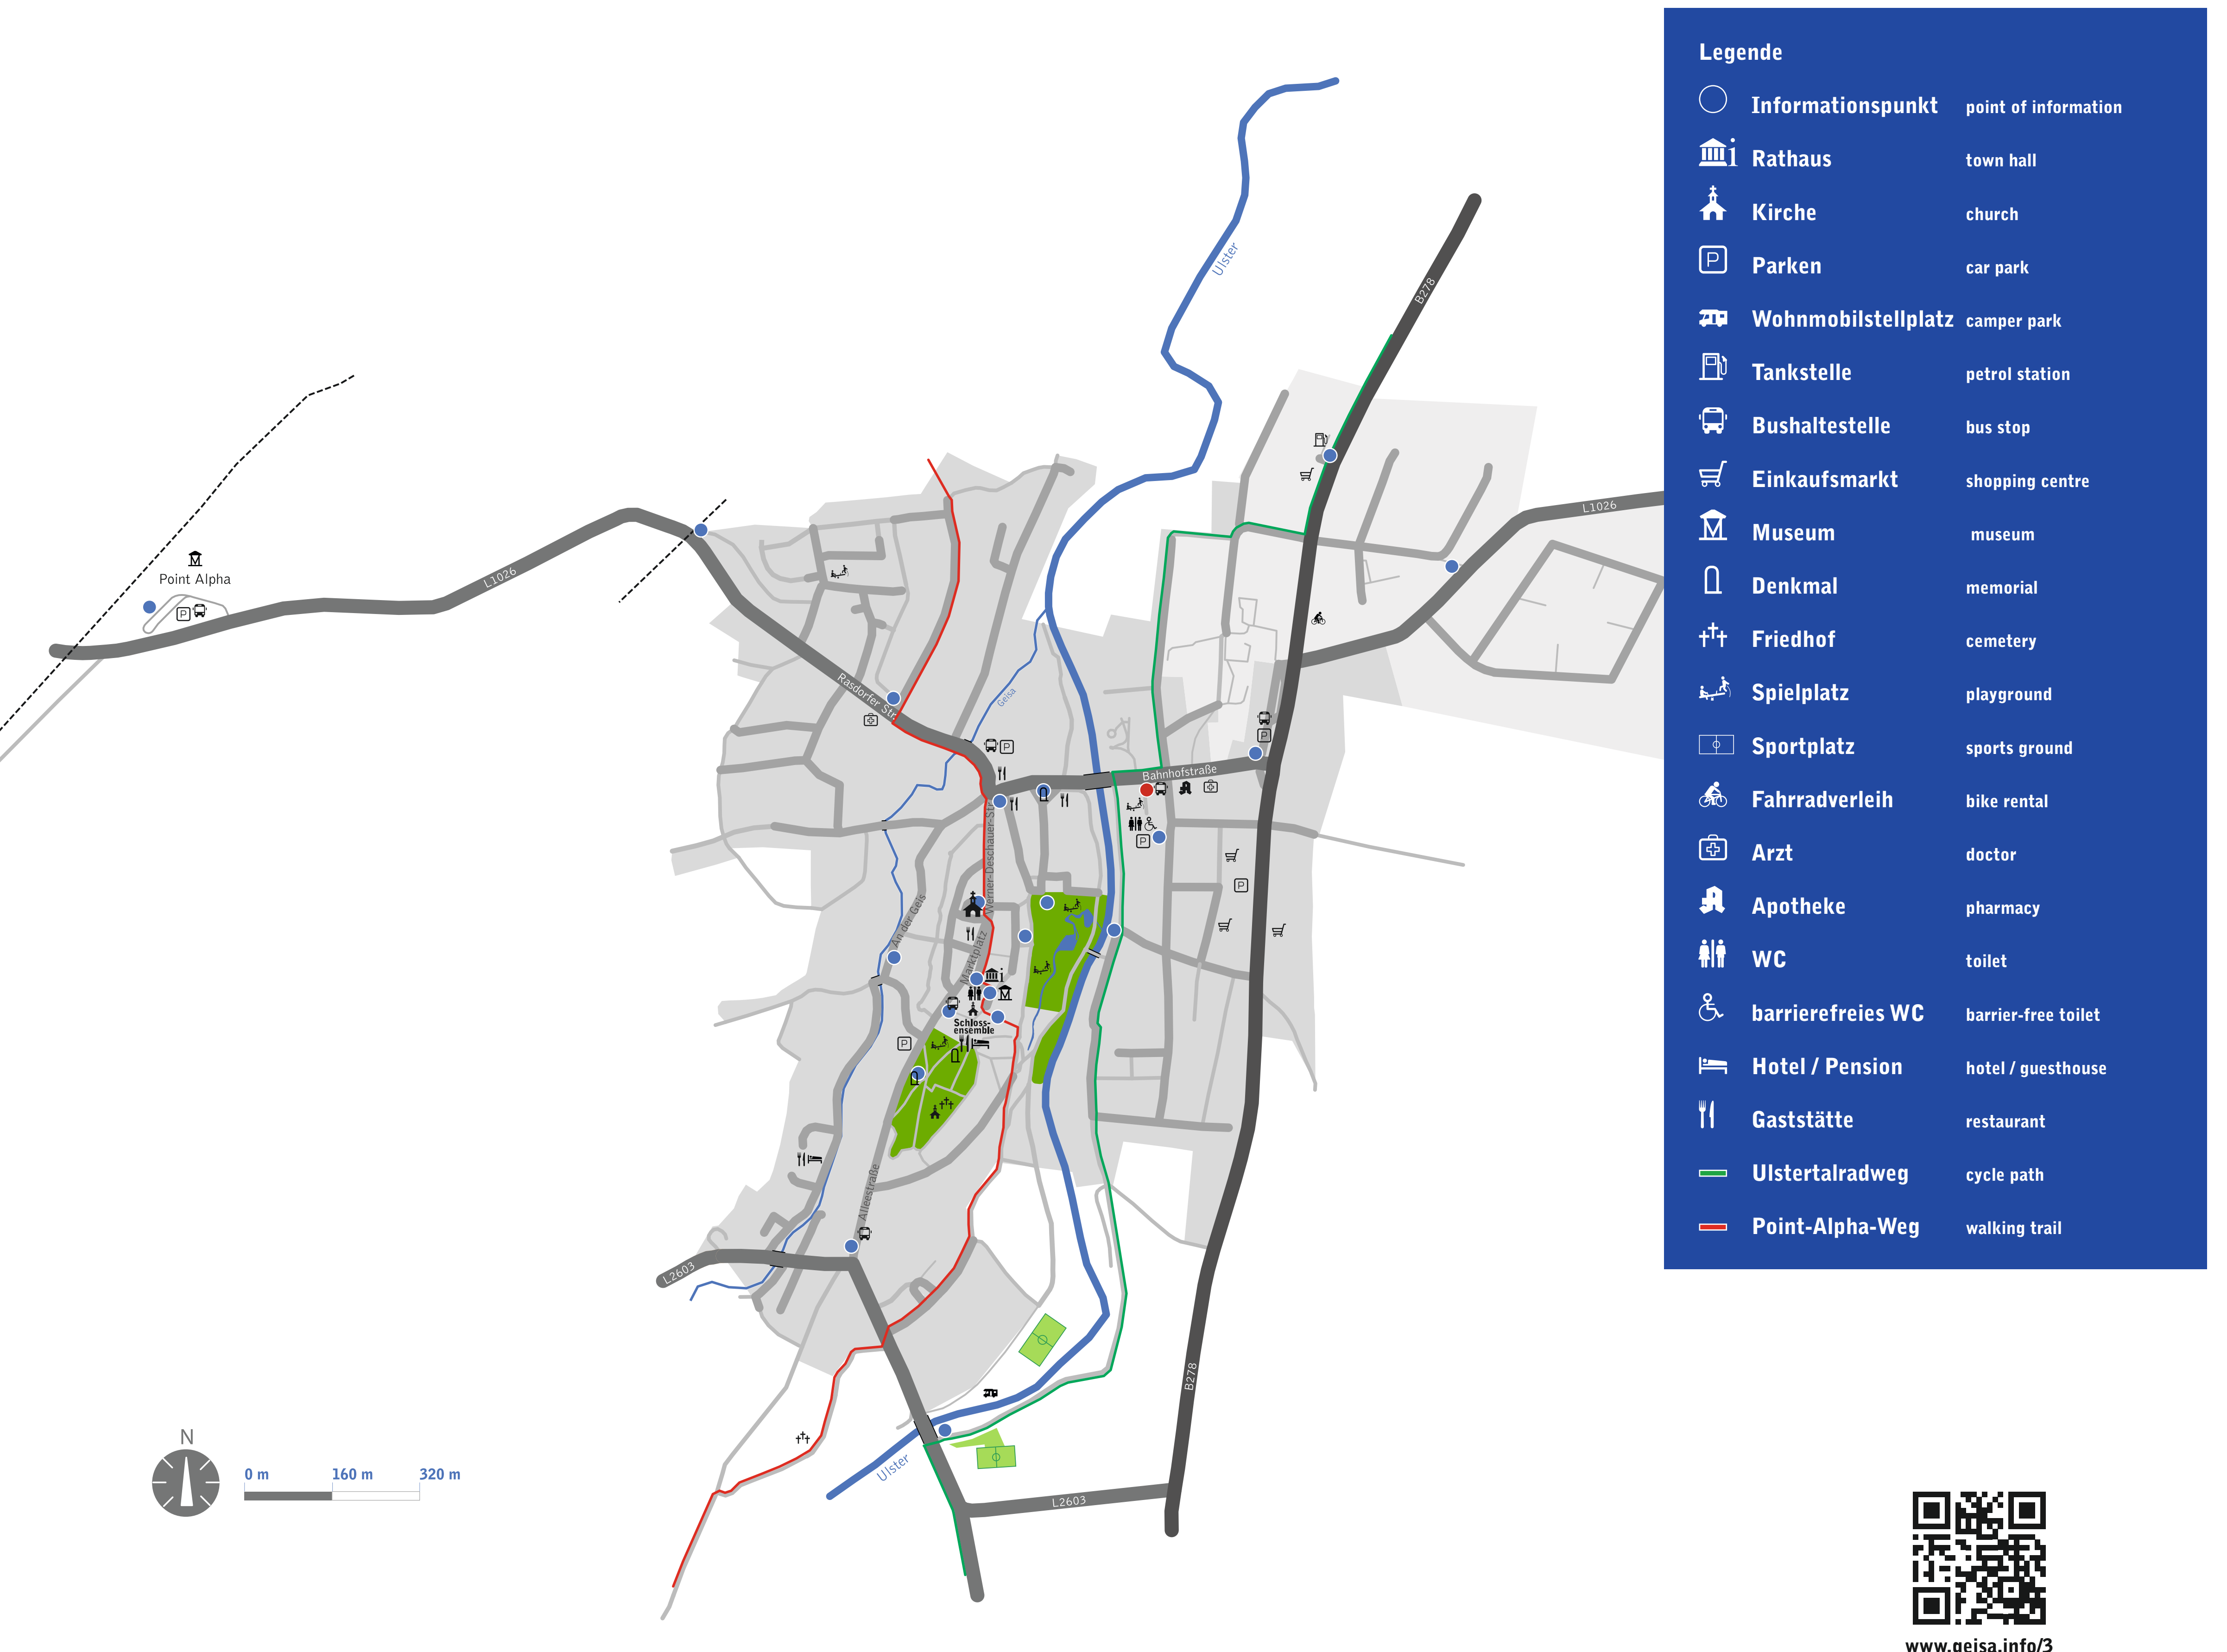 Legende
Informationspunkt point of information
Rathaus town hall
Kirche church
P Parken car park
Wohnmobilstellplatz camper park
Tankstelle petrol station
Bushaltestelle bus stop
Einkaufsmarkt shopping centre
M Museum museum
Denkmal memorial
Friedhof cemetery
Spielplatz playground
Sportplatz sports ground
Fahrradverleih bike rental
Arzt doctor
Apotheke pharmacy
WC toilet
barrierefreies WC barrier-free toilet
Hotel / Pension hotel / guesthouse
Gaststätte restaurant
Ulstertalradweg cycle path
Point-Alpha-Weg walking trail
Ulster
B278
L1026
Point Alpha
P
L1026
Rasdorfer Str.
Geisa
P
P
Bahnhofstraße
P
Werner-Deschauer-Str.
P
An der Geis
Marktplatz
i
Schloss-
ensemble
P
Alleestraße
L2603
B278
Ulster
L2603
N
0 m 160 m 320 m
www.geisa.info/3